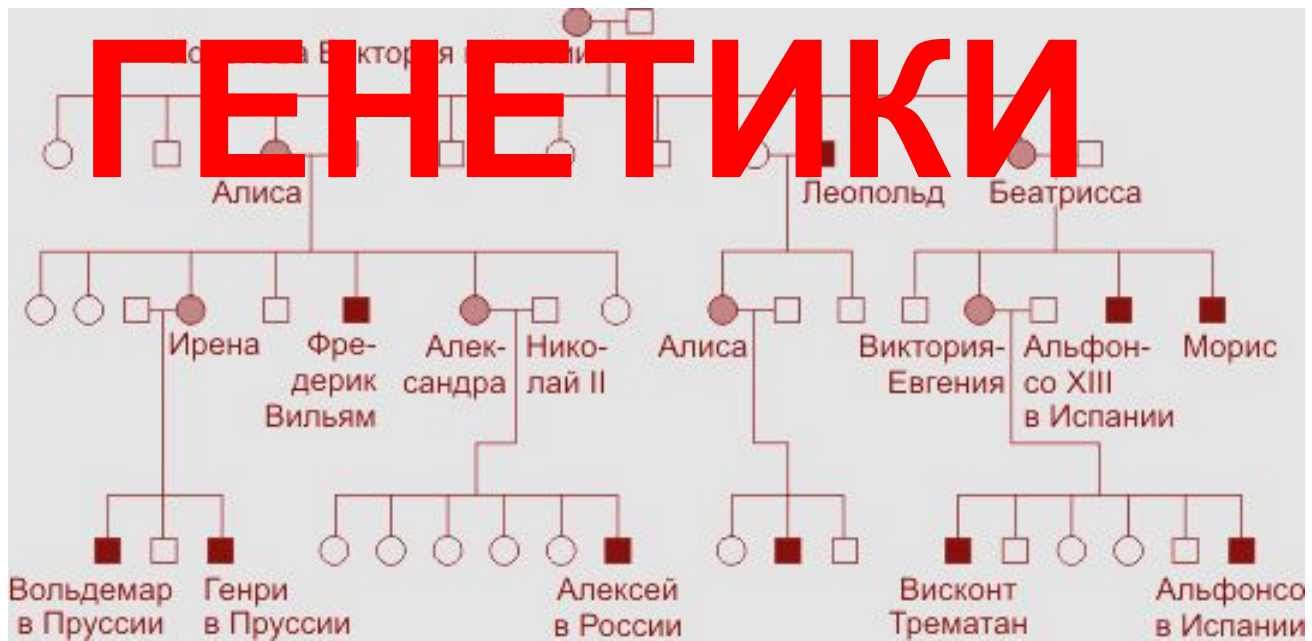 ГЕНЕТИКИ
Виктория
Алиса
Леопольд
Беатрисса
Ирена
Фре-
дерик
Вильям
Алек-
сандра
Нико-
лай II
Алиса
Виктория-
Евгения
Альфон-
со XIII
в Испании
Морис
Вольдемар
в Пруссии
Генри
в Пруссии
Алексей
в России
Висконт
Трематан
Альфонсо
в Испании